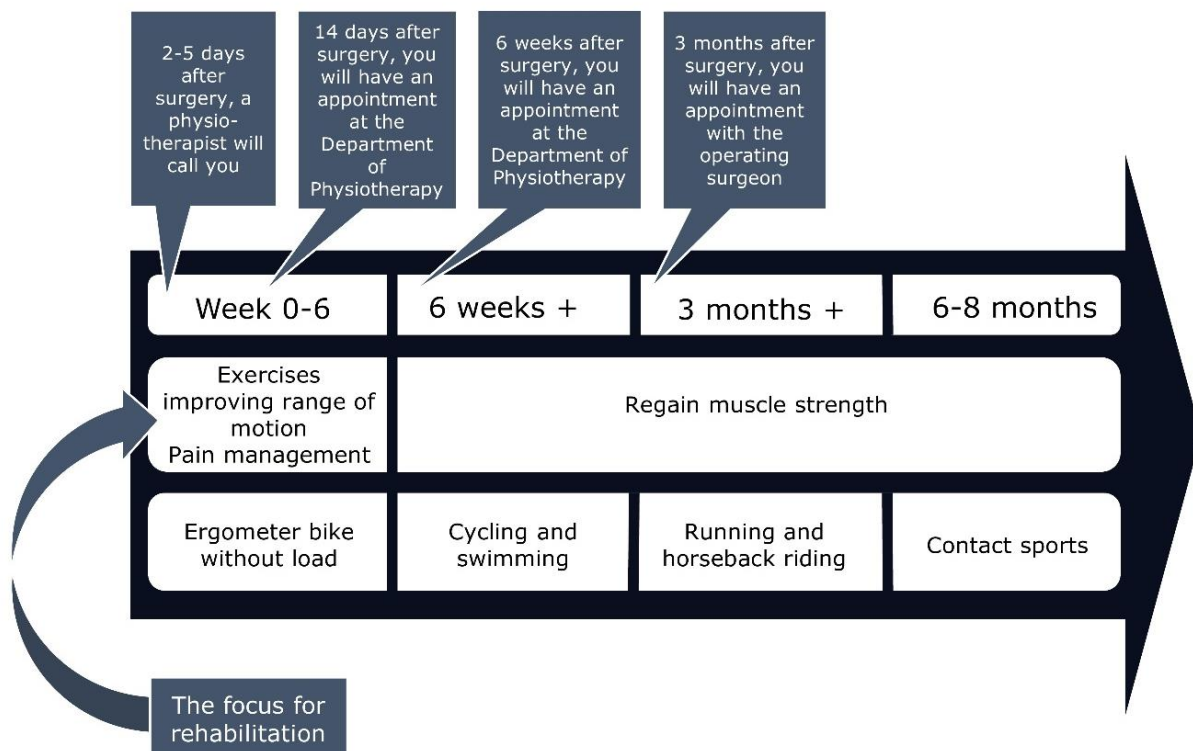 2-5 days
after
surgery, a
physio-
therapist will
call you
14 days after
surgery, you
will have an
appointment
at the
Department
of
Physiotherapy
6 weeks after
surgery, you
will have an
appointment
at the
Department of
Physiotherapy
3 months after
surgery, you
will have an
appointment
with the
operating
surgeon
Week 0-6
6 weeks +
3 months +
6-8 months
Exercises
improving range of
motion
Pain management
Regain muscle strength
Ergometer bike
without load
Cycling and
swimming
Running and
horseback riding
Contact sports
The focus for
rehabilitation